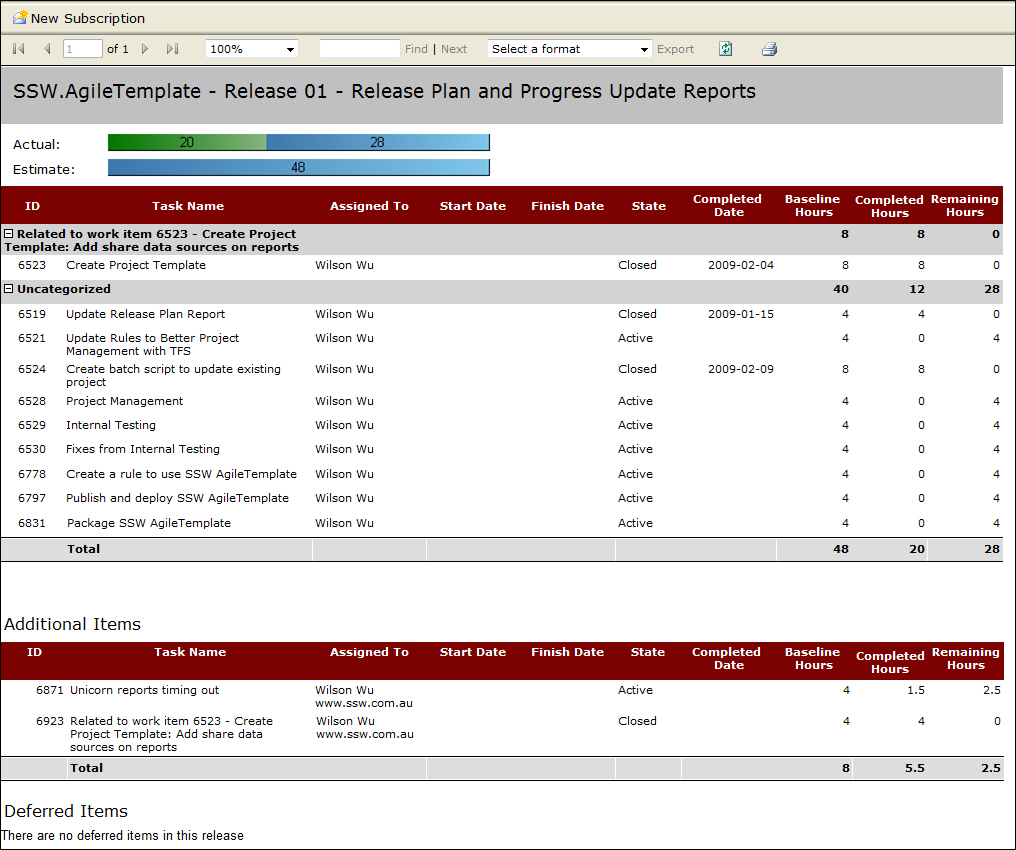 New Subscription
1 of 1 100% Find | Next Select a format Export
SSW.AgileTemplate - Release 01 - Release Plan and Progress Update Reports
Actual: 20 28
Estimate: 48
ID Task Name Assigned To Start Date Finish Date State Completed Date Baseline Hours Completed Hours Remaining Hours
Related to work item 6523 - Create Project
Template: Add share data sources on reports 8 8 0
6523 Create Project Template Wilson Wu Closed 2009-02-04 8 8 0
Uncategorized 40 12 28
6519 Update Release Plan Report Wilson Wu Closed 2009-01-15 4 4 0
6521 Update Rules to Better Project Wilson Wu Active 4 0 4
Management with TFS
6524 Create batch script to update existing Wilson Wu Closed 2009-02-09 8 8 0
project
6528 Project Management Wilson Wu Active 4 0 4
6529 Internal Testing Wilson Wu Active 4 0 4
6530 Fixes from Internal Testing Wilson Wu Active 4 0 4
6778 Create a rule to use SSW AgileTemplate Wilson Wu Active 4 0 4
6797 Publish and deploy SSW AgileTemplate Wilson Wu Active 4 0 4
6831 Package SSW AgileTemplate Wilson Wu Active 4 0 4
Total 48 20 28
Additional Items
ID Task Name Assigned To Start Date Finish Date State Completed Date Baseline Hours Completed Hours Remaining Hours
6871 Unicorn reports timing out Wilson Wu Active 4 1.5 2.5
www.ssw.com.au
6923 Related to work item 6523 - Create Wilson Wu Closed 4 4 0
Project Template: Add share data www.ssw.com.au
sources on reports
Total 8 5.5 2.5
Deferred Items
There are no deferred items in this release